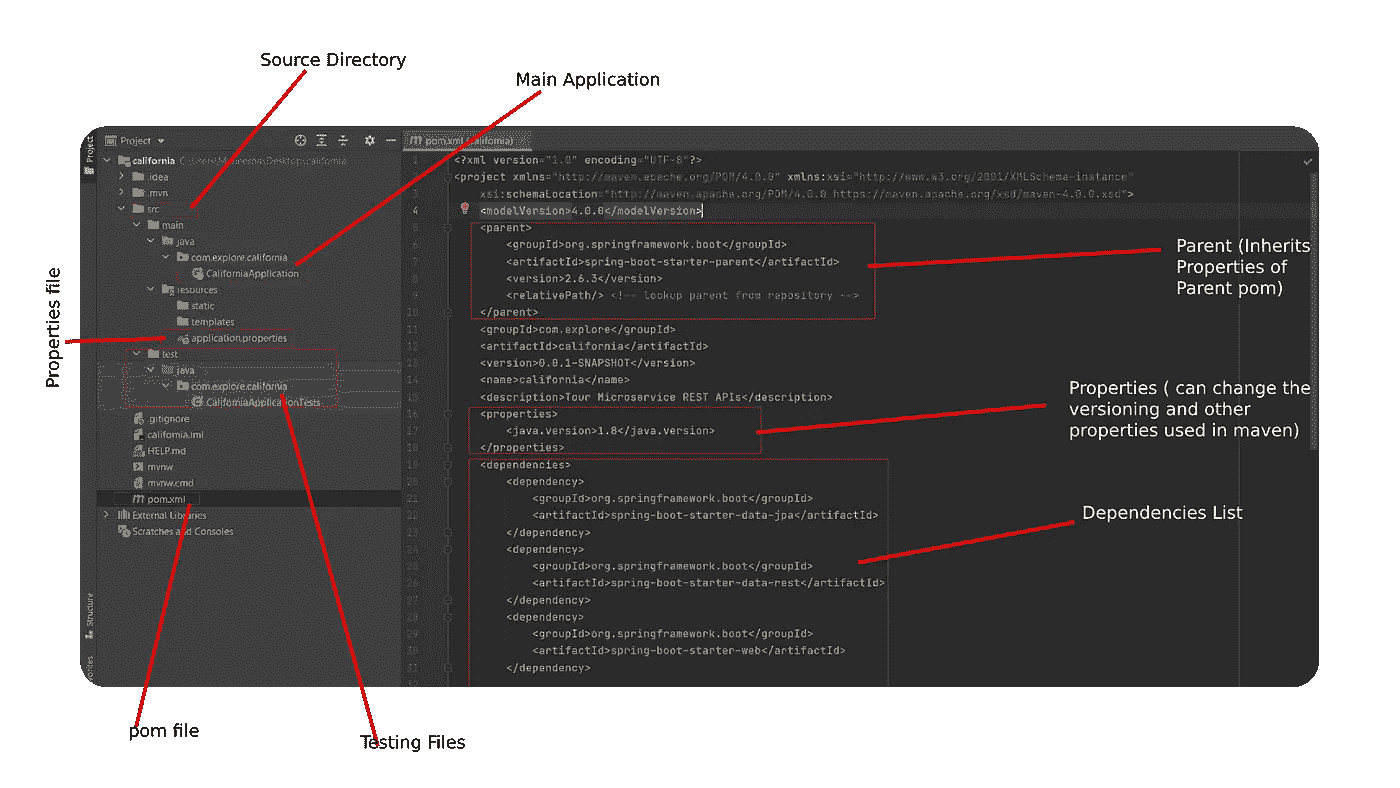 Source Directory
Main Application
Project
Project
california C:\Users\
.idea
.mvn
src
main
java
com.explore.california
CaliforniaApplication
resources
static
templates
application.properties
test
java
com.explore.california
CaliforniaApplicationTests
.gitignore
california.iml
HELP.md
mvnw
mvnw.cmd
pom.xml
External Libraries
Scratches and Consoles
Structure
Properties file
pom file
Testing Files
pom.xml (california)
1 <?xml version="1.0" encoding="UTF-8"?>
2 <project xmlns="http://maven.apache.org/POM/4.0.0" xmlns:xsi="http://www.w3.org/2001/XMLSchema-instance"
3 xsi:schemaLocation="http://maven.apache.org/POM/4.0.0 https://maven.apache.org/xsd/maven-4.0.0.xsd">
4 <modelVersion>4.0.0</modelVersion>
5 <parent>
6 <groupId>org.springframework.boot</groupId>
7 <artifactId>spring-boot-starter-parent</artifactId>
8 <version>2.6.3</version>
9 <relativePath/> <!-- lookup parent from repository -->
10 </parent>
11 <groupId>com.explore</groupId>
12 <artifactId>california</artifactId>
13 <version>0.0.1-SNAPSHOT</version>
14 <name>california</name>
15 <description>Tour Microservice REST APIs</description>
16 <properties>
17 <java.version>1.8</java.version>
18 </properties>
19 <dependencies>
20 <dependency>
21 <groupId>org.springframework.boot</groupId>
22 <artifactId>spring-boot-starter-data-jpa</artifactId>
23 </dependency>
24 <dependency>
25 <groupId>org.springframework.boot</groupId>
26 <artifactId>spring-boot-starter-data-rest</artifactId>
27 </dependency>
28 <dependency>
29 <groupId>org.springframework.boot</groupId>
30 <artifactId>spring-boot-starter-web</artifactId>
31 </dependency>
Parent (Inherits
Properties of
Parent pom)
Properties ( can change the
versioning and other
properties used in maven)
Dependencies List